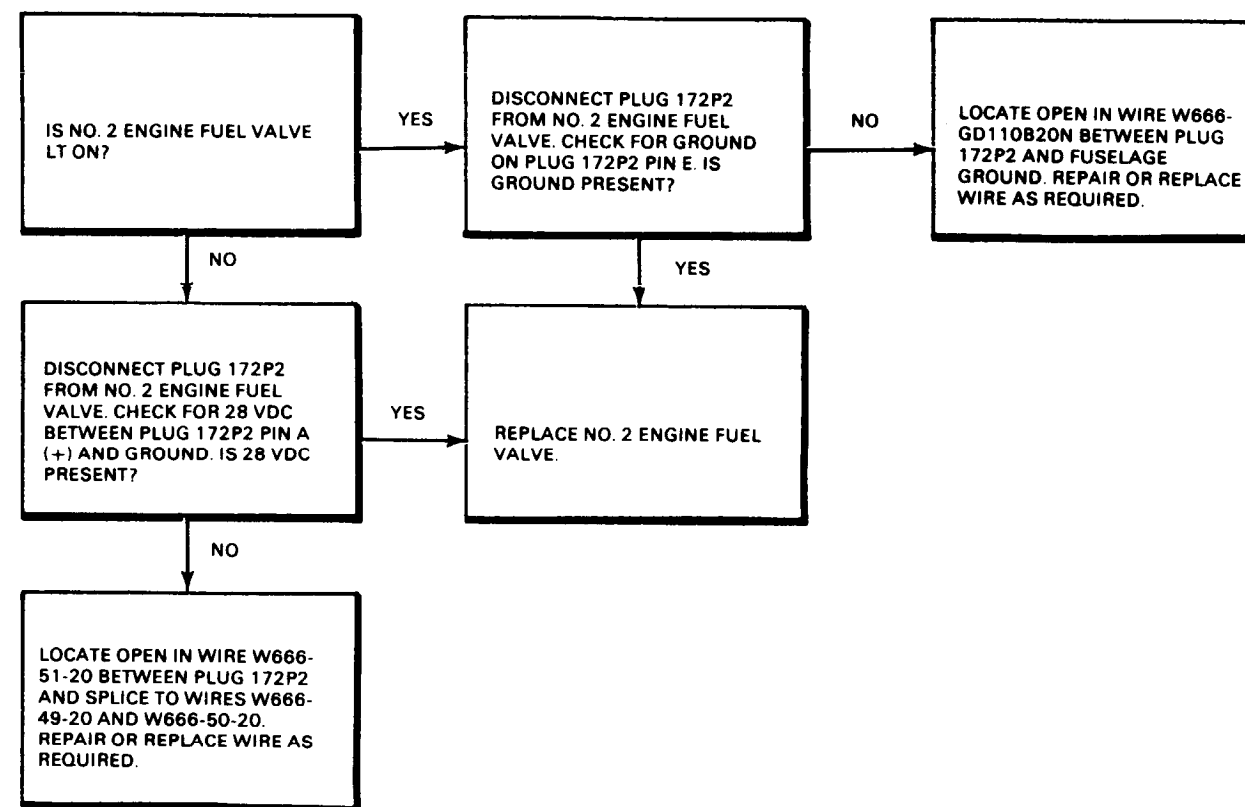 IS NO. 2 ENGINE FUEL VALVE
LT ON?
YES
DISCONNECT PLUG 172P2
FROM NO. 2 ENGINE FUEL
VALVE. CHECK FOR GROUND
ON PLUG 172P2 PIN E. IS
GROUND PRESENT?
NO
LOCATE OPEN IN WIRE W666-
GD110B20N BETWEEN PLUG
172P2 AND FUSELAGE
GROUND. REPAIR OR REPLACE
WIRE AS REQUIRED.
NO
YES
DISCONNECT PLUG 172P2
FROM NO. 2 ENGINE FUEL
VALVE. CHECK FOR 28 VDC
BETWEEN PLUG 172P2 PIN A
(+) AND GROUND. IS 28 VDC
PRESENT?
YES
REPLACE NO. 2 ENGINE FUEL
VALVE.
NO
LOCATE OPEN IN WIRE W666-
51-20 BETWEEN PLUG 172P2
AND SPLICE TO WIRES W666-
49-20 AND W666-50-20.
REPAIR OR REPLACE WIRE AS
REQUIRED.